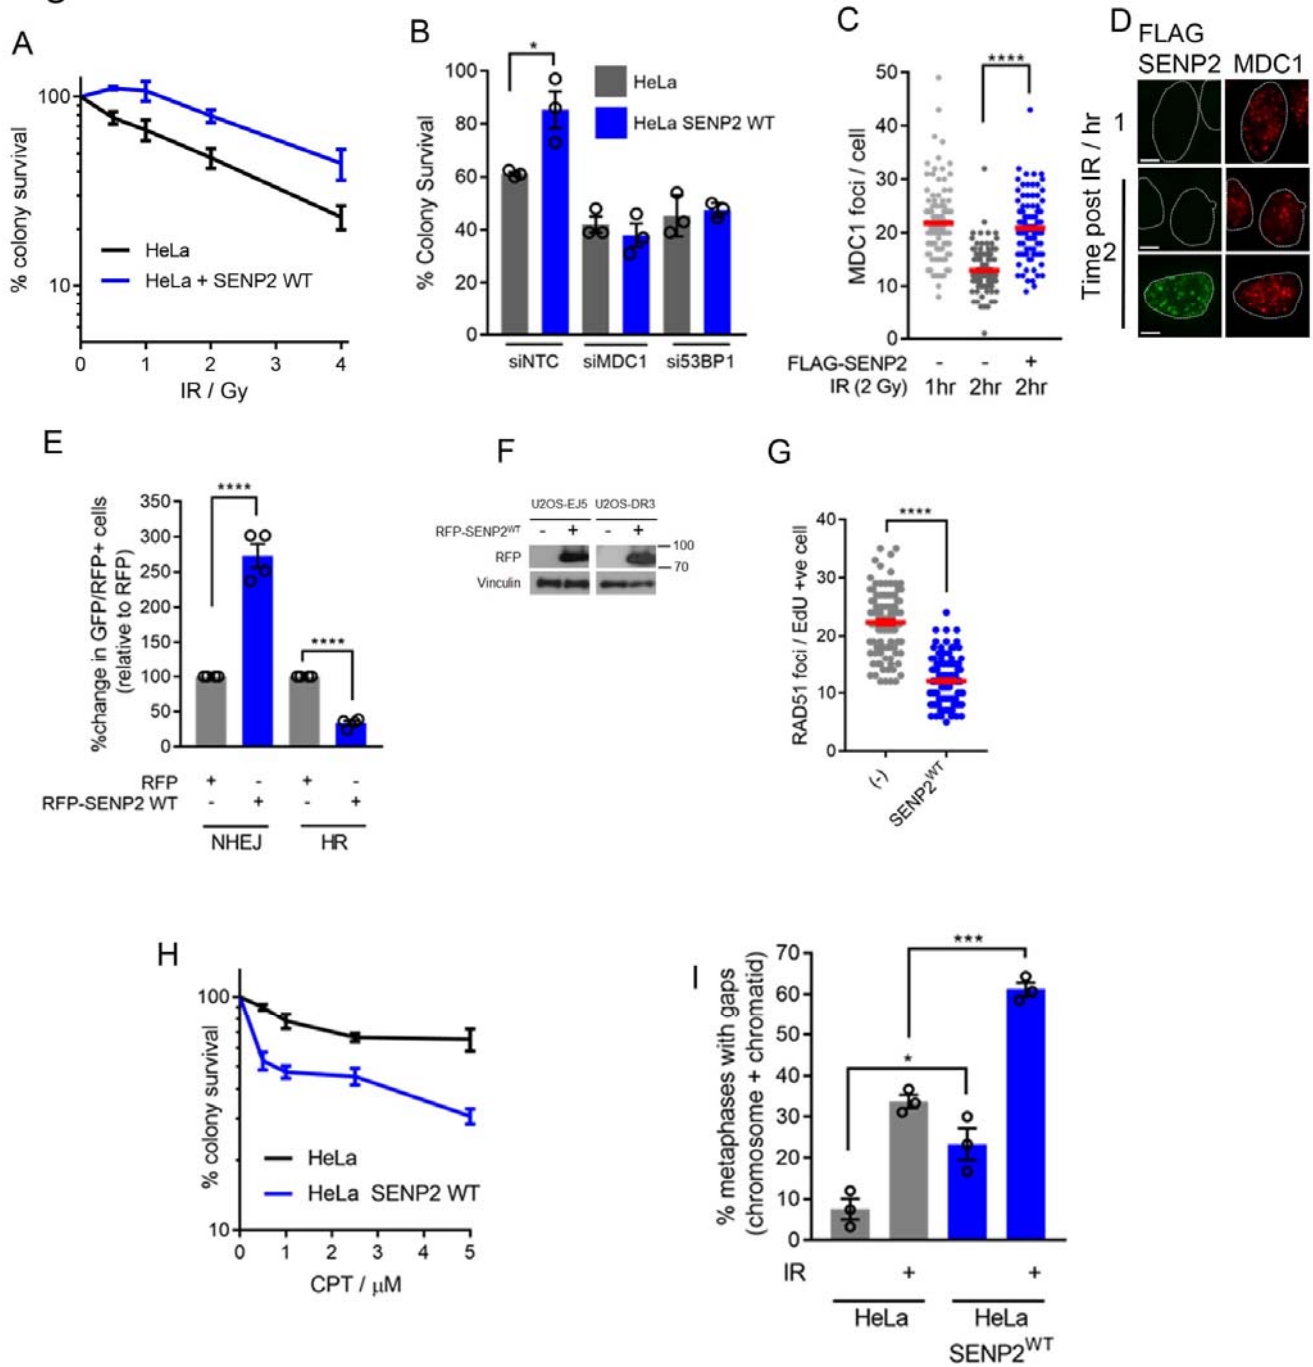 A
% colony survival
100
10
HeLa
HeLa + SENP2 WT
0 1 2 3 4
IR / Gy
B
*
% Colony Survival
100
80
60
40
20
0
HeLa
HeLa SENP2 WT
siNTC siMDC1 si53BP1
C
****
MDC1 foci / cell
50
40
30
20
10
0
FLAG-SENP2 - - +
IR (2 Gy) 1hr 2hr 2hr
D
FLAG
SENP2 MDC1
Time post IR / hr
1
2
E
%change in GFP/RFP+ cells
(relative to RFP)
350
300
250
200
150
100
50
0
****
****
RFP + - + -
RFP-SENP2 WT - + - +
NHEJ HR
F
U2OS-EJ5 U2OS-DR3
RFP-SENP2WT - + - +
RFP
100
70
Vinculin
G
****
RAD51 foci / EdU +ve cell
40
30
20
10
0
(-)
SENP2WT
H
% colony survival
100
10
HeLa
HeLa SENP2 WT
0 1 2 3 4 5
CPT / µM
I
% metaphases with gaps
(chromosome + chromatid)
70
60
50
40
30
20
10
0
***
*
IR + +
HeLa HeLa
SENP2WT